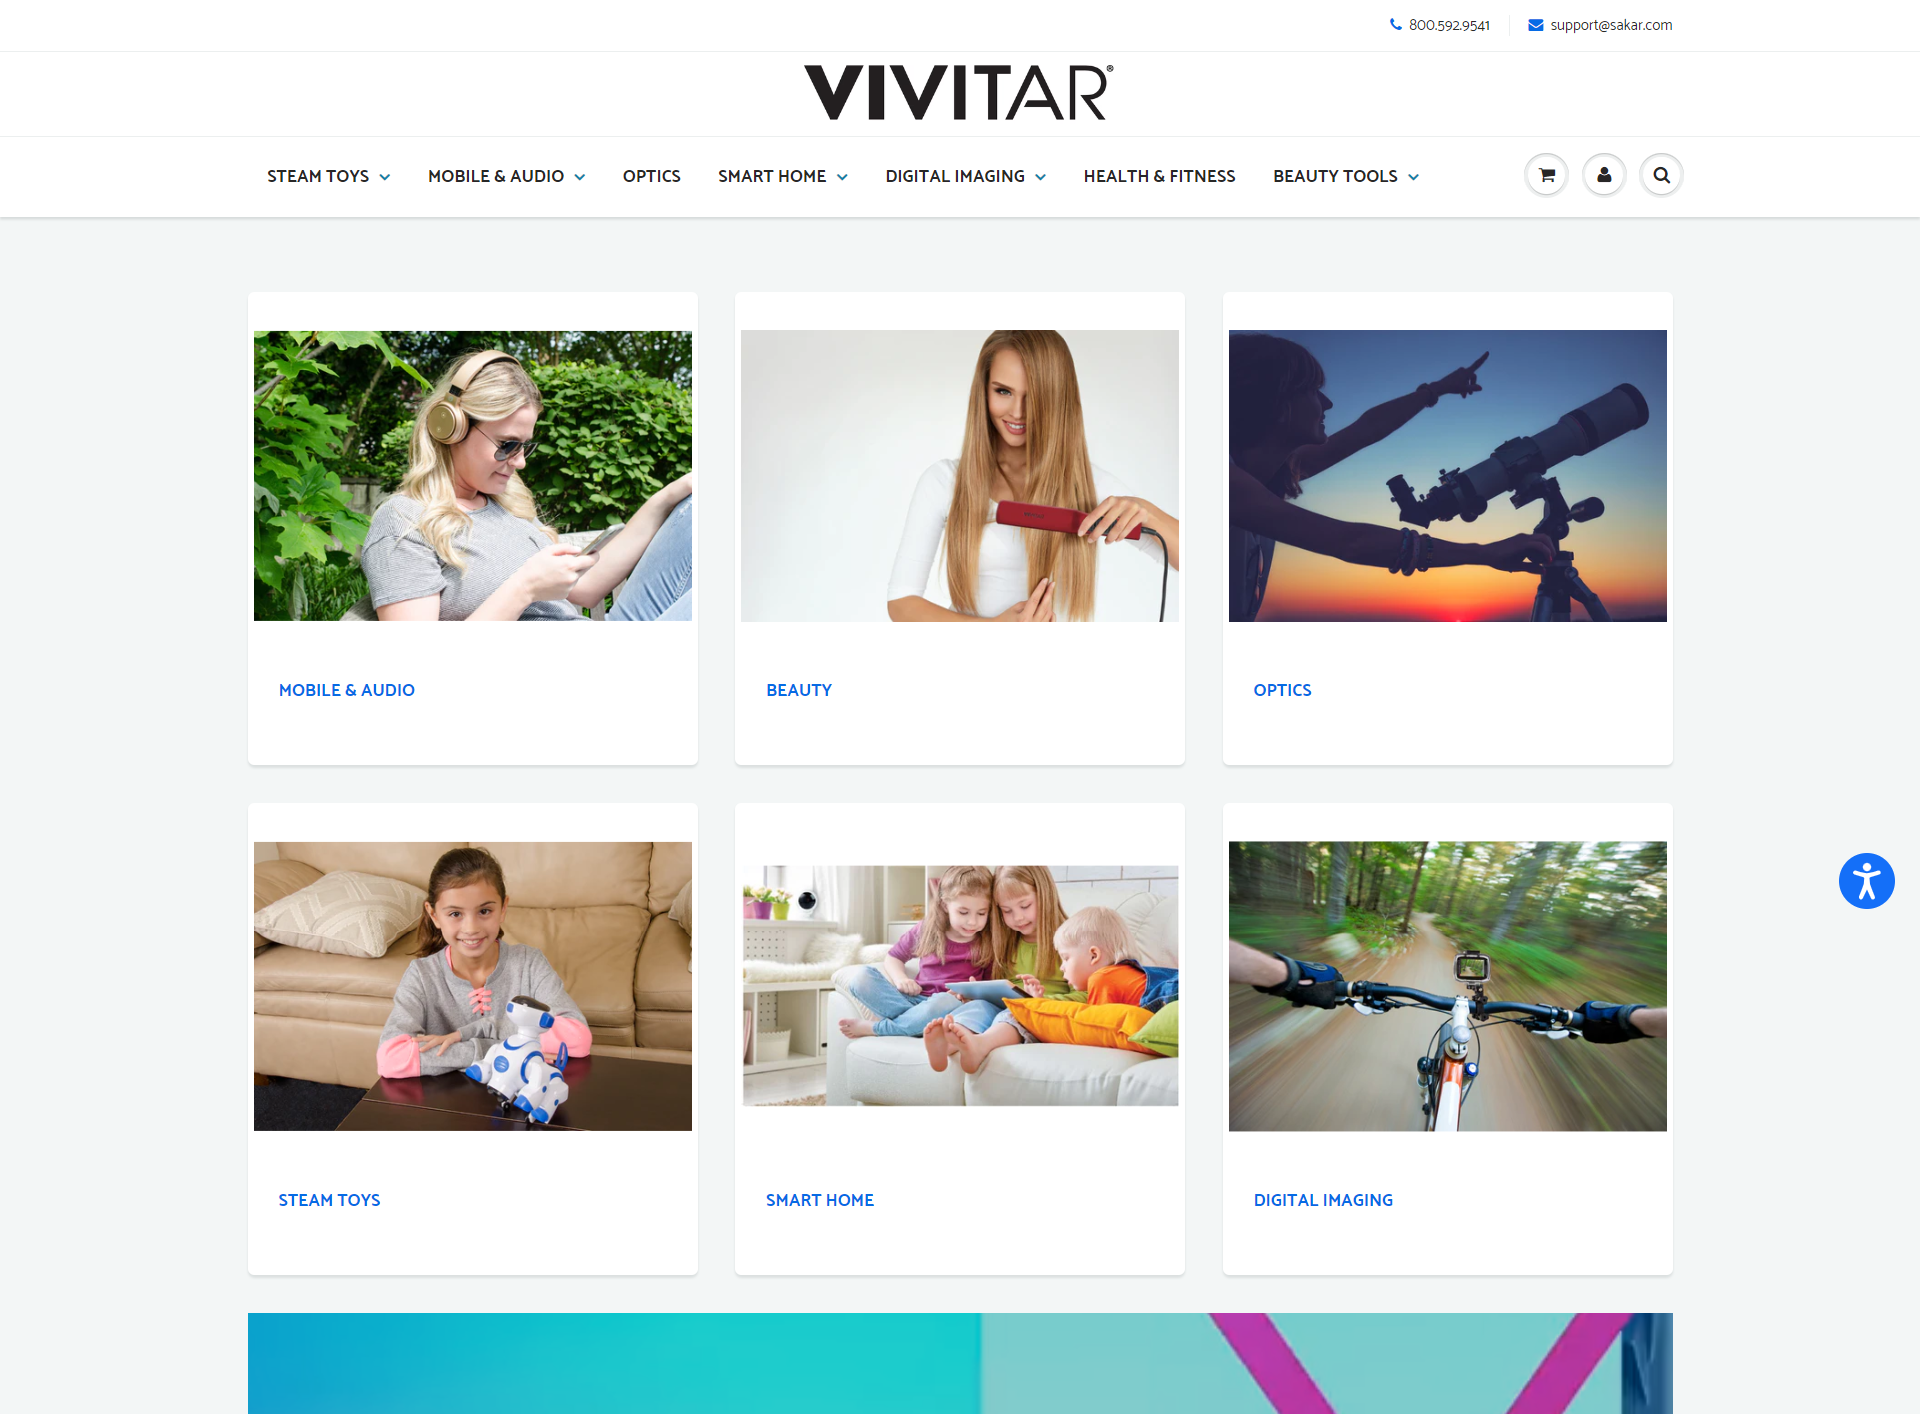 800.592.9541 support@sakar.com
VIVITAR®
STEAM TOYS MOBILE & AUDIO OPTICS SMART HOME DIGITAL IMAGING HEALTH & FITNESS BEAUTY TOOLS
MOBILE & AUDIO BEAUTY OPTICS
STEAM TOYS SMART HOME DIGITAL IMAGING